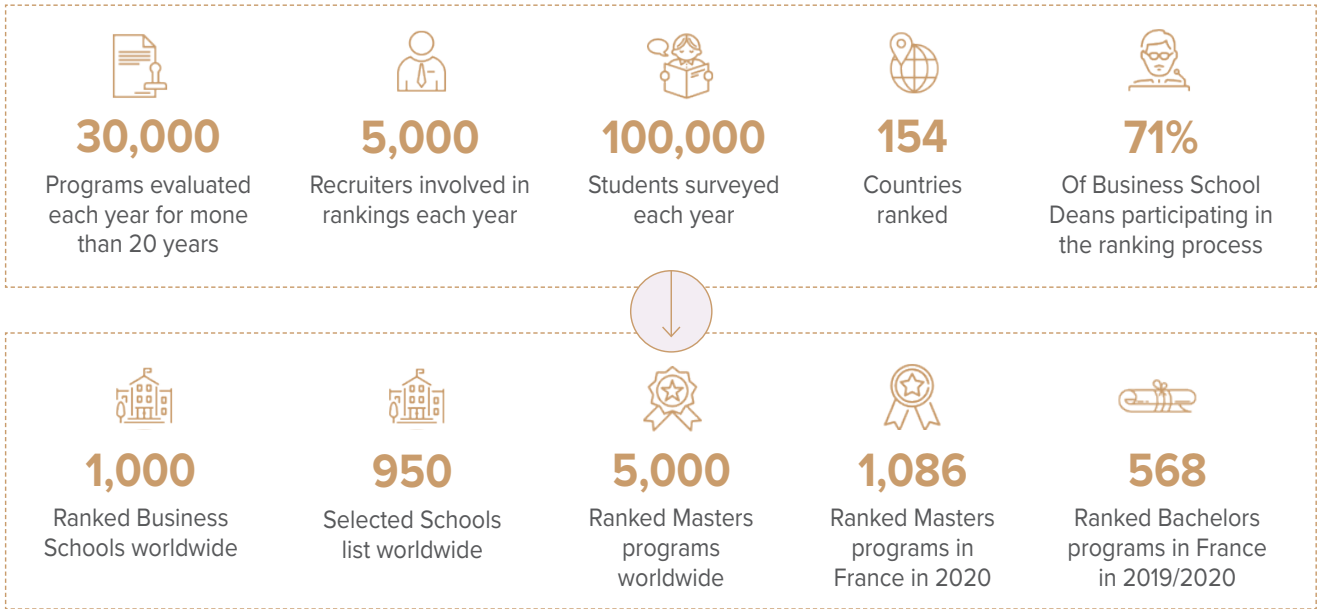 30,000
Programs evaluated
each year for mone
than 20 years
5,000
Recruiters involved in
rankings each year
100,000
Students surveyed
each year
154
Countries
ranked
71%
Of Business School
Deans participating in
the ranking process
1,000
Ranked Business
Schools worldwide
950
Selected Schools
list worldwide
5,000
Ranked Masters
programs
worldwide
1,086
Ranked Masters
programs in
France in 2020
568
Ranked Bachelors
programs in France
in 2019/2020